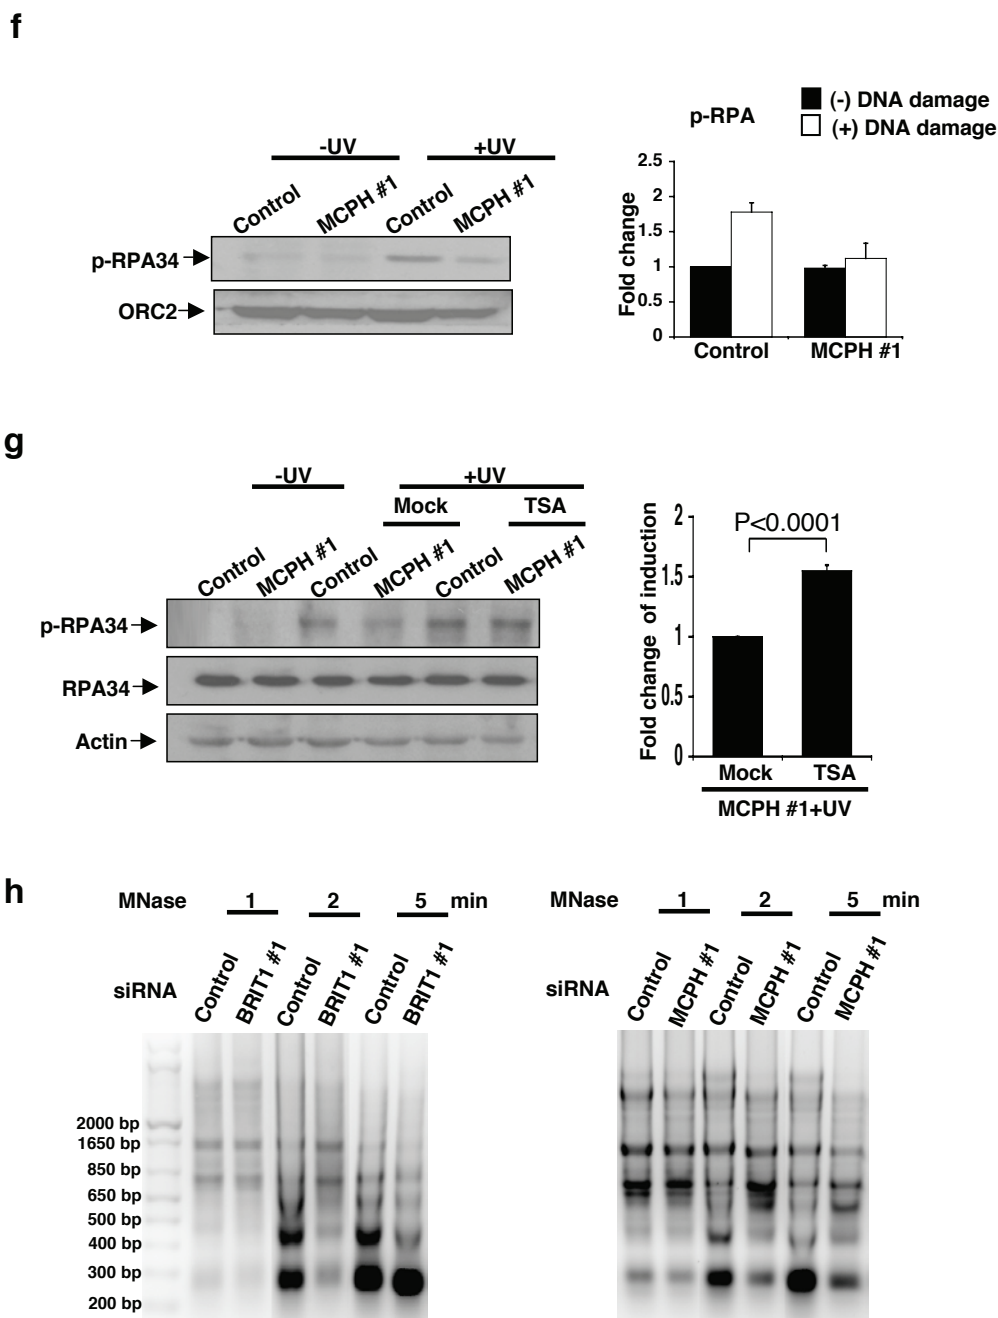 f
-UV +UV
Control MCPH #1 Control MCPH #1
p-RPA34
ORC2
p-RPA
(-) DNA damage
(+) DNA damage
Fold change
2.5
2
1.5
1
0.5
0
Control MCPH #1
g
-UV +UV
Mock TSA
Control MCPH #1 Control MCPH #1 Control MCPH #1
p-RPA34
RPA34
Actin
Fold change of induction
2
1.5
1
0.5
0
P<0.0001
Mock TSA
MCPH #1+UV
h
MNase 1 2 5 min
siRNA Control BRIT1 #1 Control BRIT1 #1 Control BRIT1 #1
2000 bp
1650 bp
850 bp
650 bp
500 bp
400 bp
300 bp
200 bp
MNase 1 2 5 min
siRNA Control MCPH #1 Control MCPH #1 Control MCPH #1